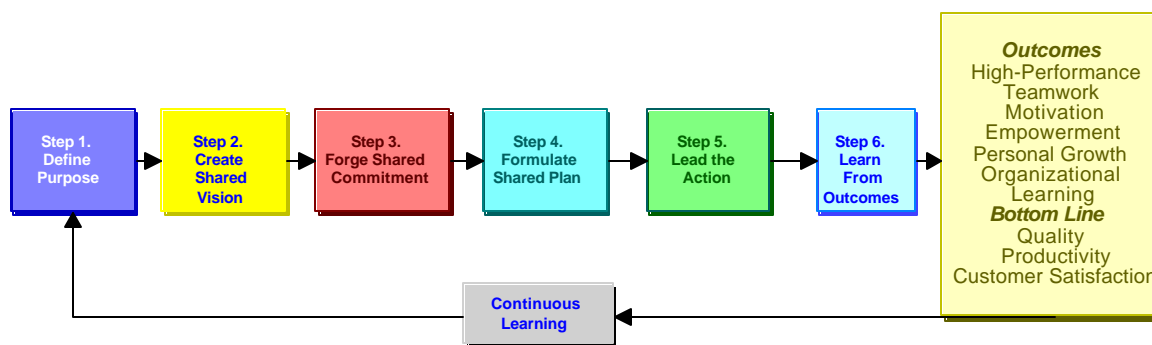 Step 1.
Define
Purpose
Step 2.
Create
Shared
Vision
Step 3.
Forge Shared
Commitment
Step 4.
Formulate
Shared Plan
Step 5.
Lead the
Action
Step 6.
Learn
From
Outcomes
Outcomes
High-Performance
Teamwork
Motivation
Empowerment
Personal Growth
Organizational
Learning
Bottom Line
Quality
Productivity
Customer Satisfaction
Continuous
Learning